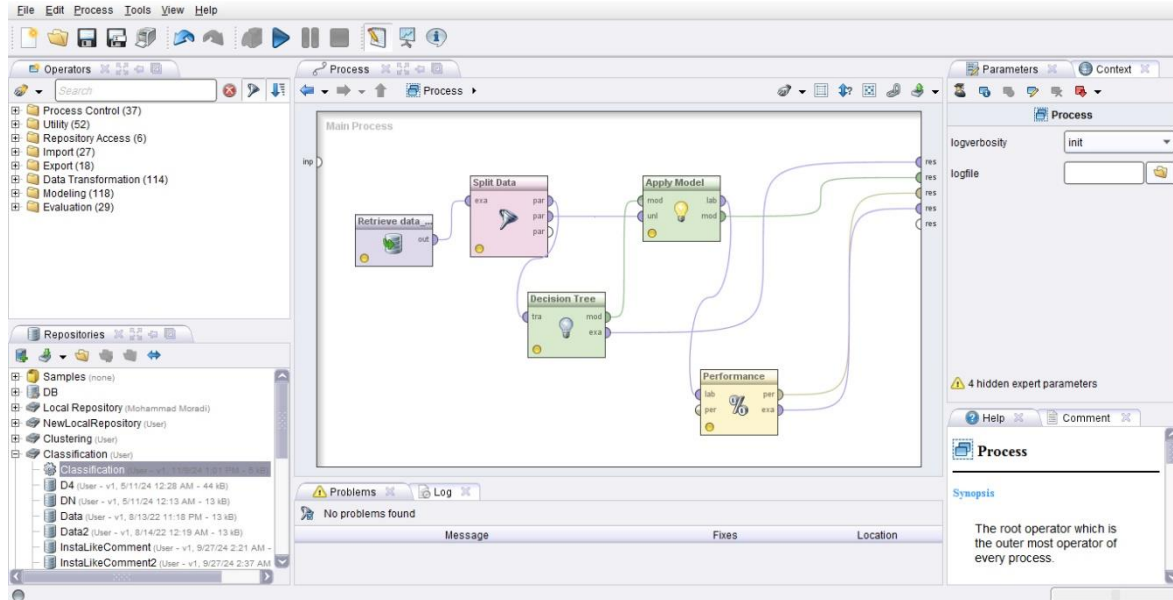 File Edit Process Tools View Help
Operators
Search
Process Control (37)
Utility (52)
Repository Access (6)
Import (27)
Export (18)
Data Transformation (114)
Modeling (118)
Evaluation (29)
Repositories
Samples (none)
DB
Local Repository (Mohammad Moradi)
NewLocalRepository (User)
Clustering (User)
Classification (User)
Classification
D4 (User - v1, 5/11/24 12:28 AM - 44 kB)
DN (User - v1, 5/11/24 12:13 AM - 13 kB)
Data (User - v1, 8/13/22 11:18 PM - 13 kB)
Data2 (User - v1, 8/14/22 12:19 AM - 13 kB)
InstaLikeComment (User - v1, 9/27/24 2:21 AM -
InstaLikeComment2 (User - v1, 9/27/24 2:37 AM
Process
Process
Main Process
inp
Retrieve data_...
out
Split Data
exa par
par
par
Apply Model
mod lab
unl mod
Decision Tree
tra mod
exa
Performance
lab per
per exa
res
res
res
res
res
Problems Log
No problems found
Message Fixes Location
Parameters Context
Process
logverbosity init
logfile
4 hidden expert parameters
Help Comment
Process
Synopsis
The root operator which is
the outer most operator of
every process.